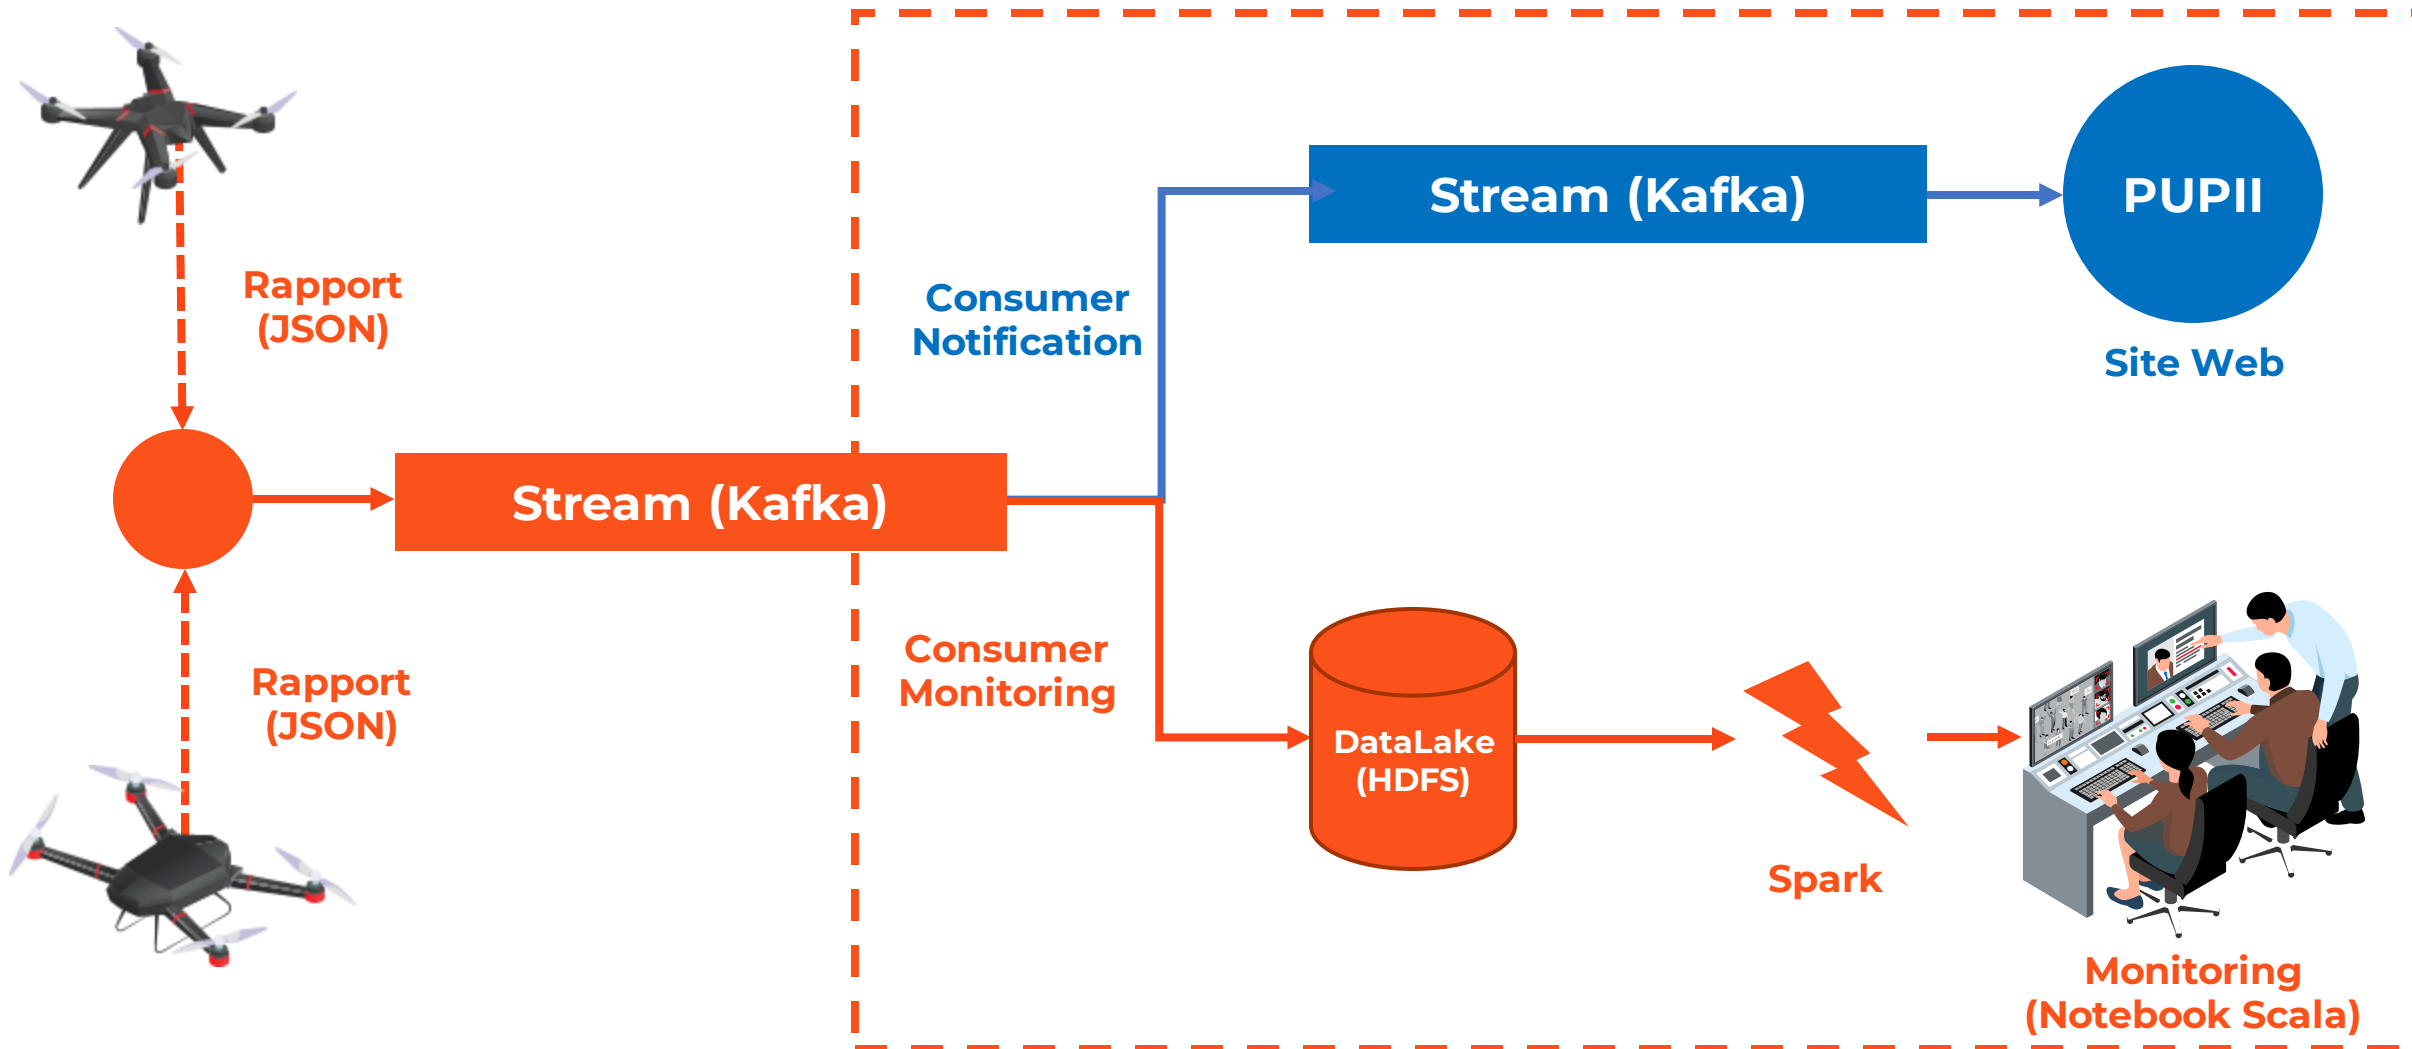 Rapport
(JSON)
Stream (Kafka)
Rapport
(JSON)
Consumer
Notification
Stream (Kafka)
PUPII
Site Web
Consumer
Monitoring
DataLake
(HDFS)
Spark
Monitoring
(Notebook Scala)